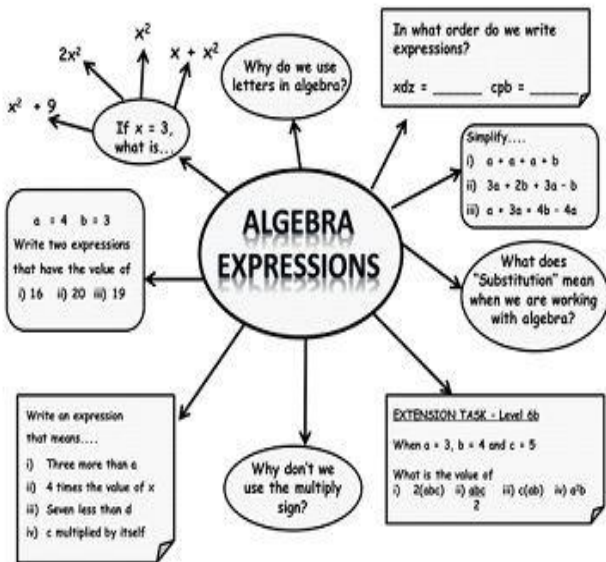 ALGEBRA
EXPRESSIONS
x² + 9
2x²
x²
x + x²
If x = 3,
what is...
Why do we use
letters in algebra?
In what order do we write
expressions?
xdz = _______ cpb = _______
Simplify....
i) a + a + a + b
ii) 3a + 2b + 3a - b
iii) a + 3a + 4b - 4a
What does
"Substitution" mean
when we are working
with algebra?
EXTENSION TASK - Level 6b
When a = 3, b = 4 and c = 5
What is the value of
i) 2(abc) ii) abc iii) c(ab) iv) a²b
2
Why don't we
use the multiply
sign?
Write an expression
that means....
i) Three more than a
ii) 4 times the value of x
iii) Seven less than d
iv) c multiplied by itself
a = 4 b = 3
Write two expressions
that have the value of
i) 16 ii) 20 iii) 19